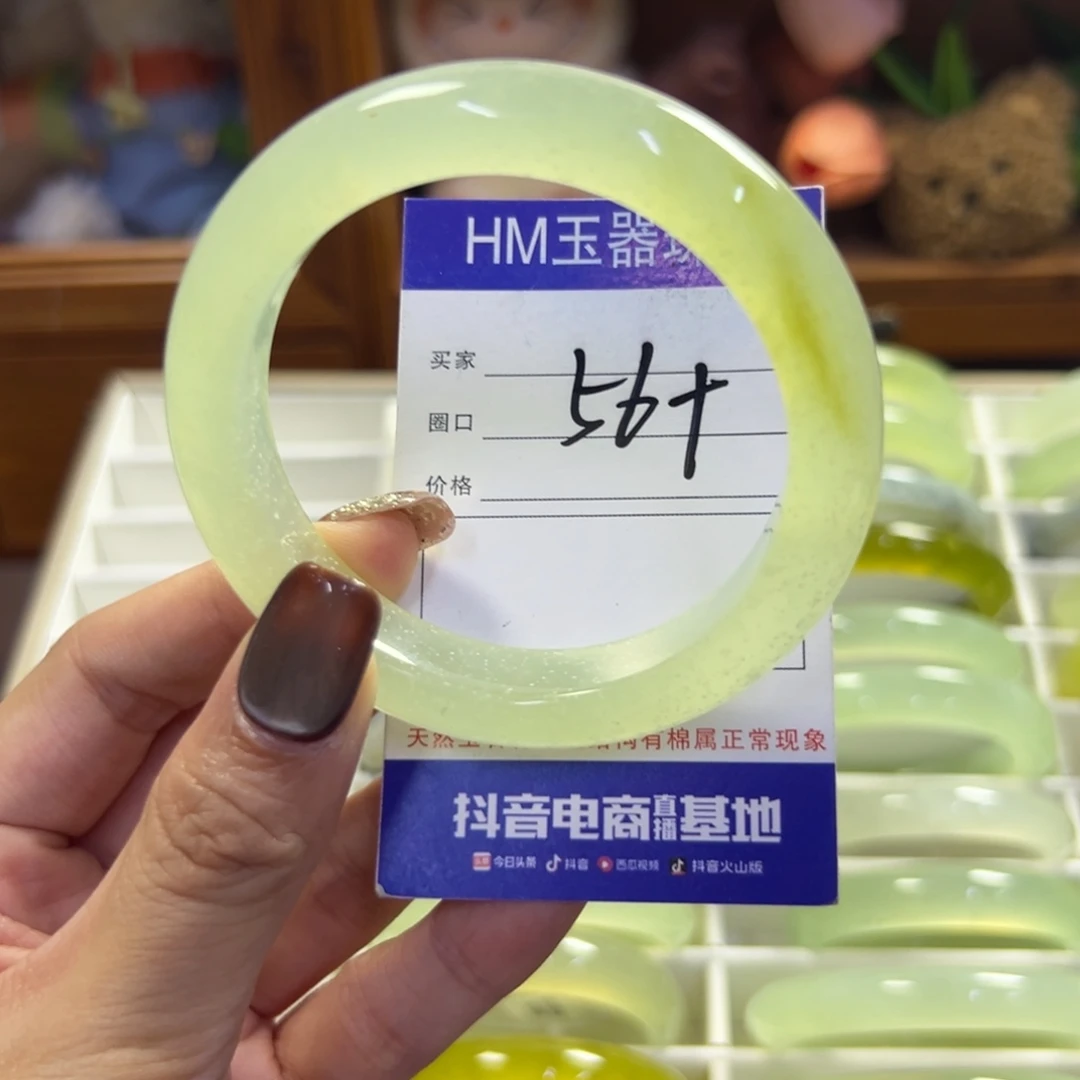 HM玉器
买家
56+
圈口
价格
有棉属正常现象
抖音电商直播基地
今日头条 抖音 西瓜视频 抖音火山版